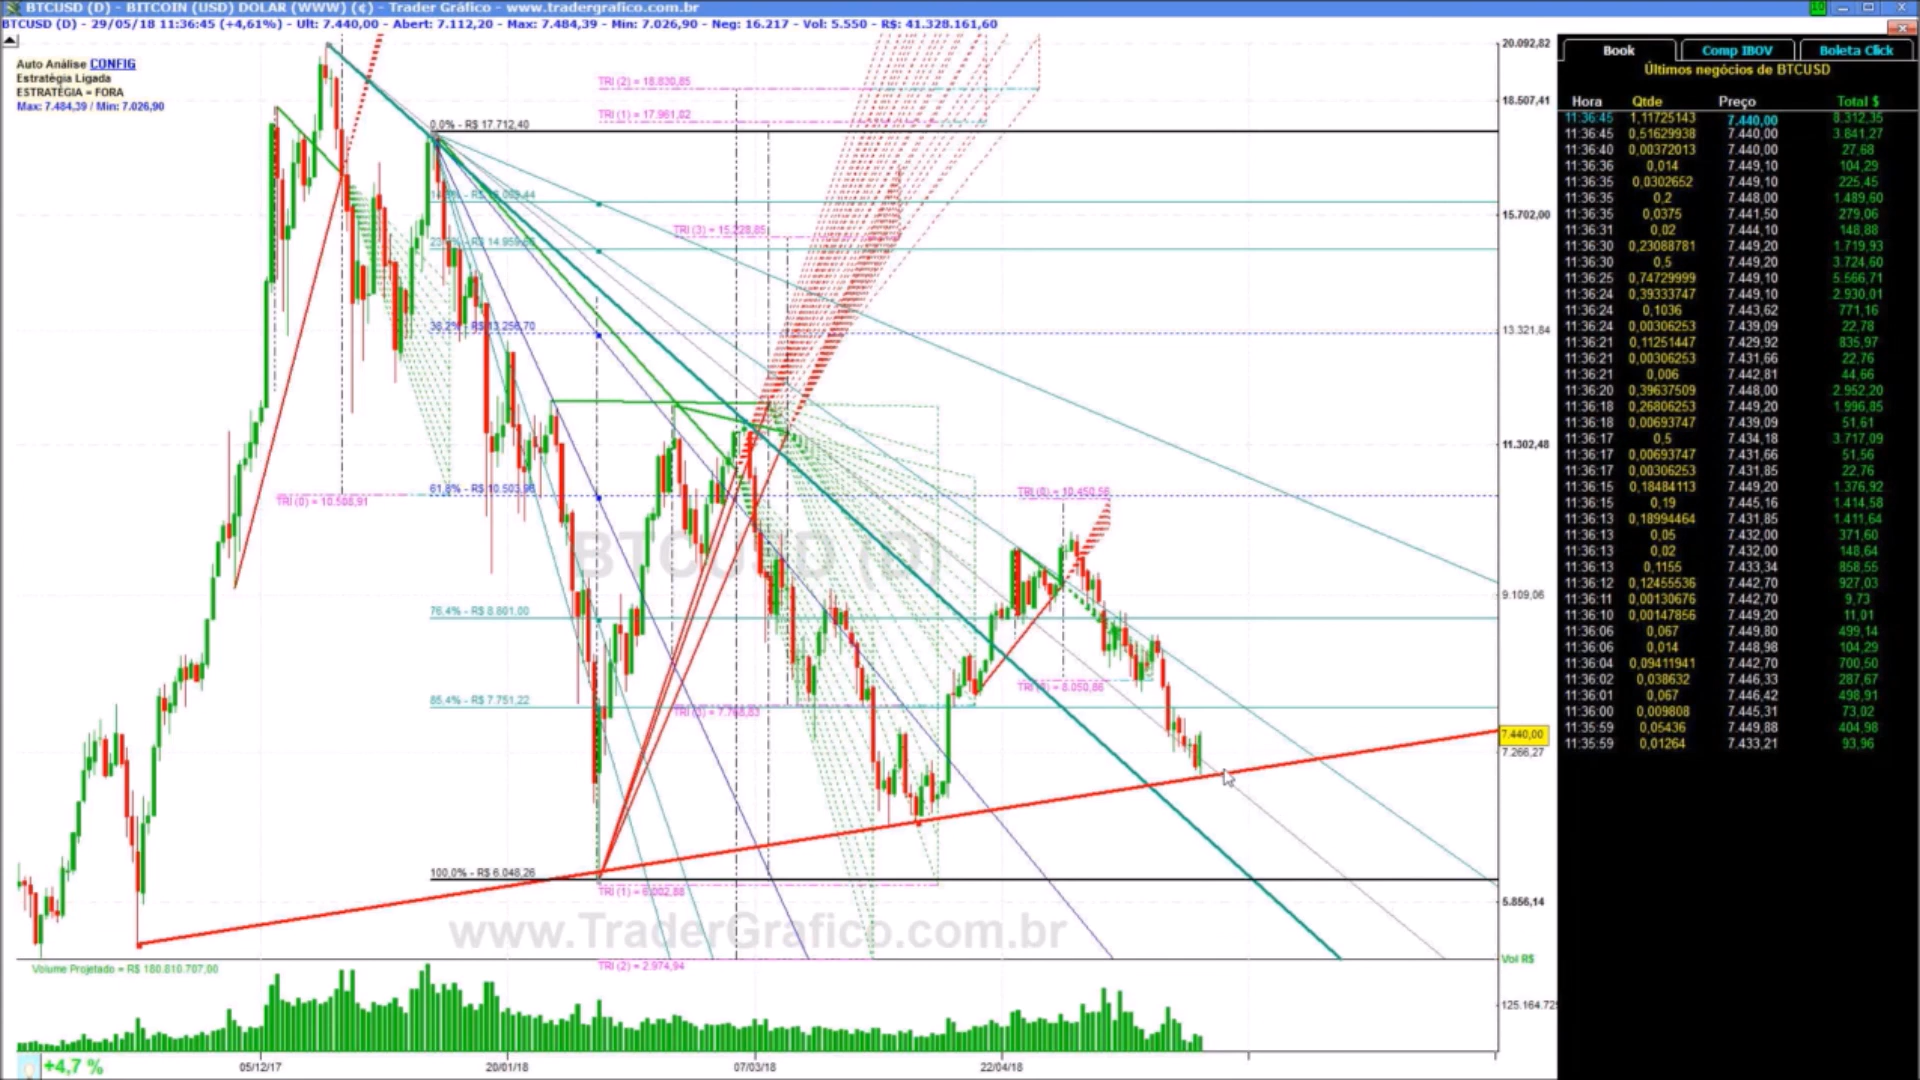 BTCUSD (D) - BITCOIN (USD) DOLAR (WWW) (¢) - Trader Gráfico - www.tradergrafico.com.br
BTCUSD (D) - 29/05/18 11:36:45 (+4,61%) - Ult: 7.440,00 - Abert: 7.112,20 - Max: 7.484,39 - Min: 7.026,90 - Neg: 16.217 - Vol: 5.550 - R$: 41.328.161,60
Auto Análise CONFIG
Estratégia Ligada
ESTRATÉGIA = FORA
Max: 7.484,39 / Min: 7.026,90
20.092,82
TRI (2) = 18.830,85
18.507,41
TRI (1) = 17.961,02
0,0% - R$ 17.712,40
15.702,00
TRI (3) = 15.228,85
38,2% - R$ 13.256,70
13.321,84
11.302,48
61,8% - R$ 10.503,96
TRI (0) = 10.508,91
TRI (0) = 10.450,56
BTCUSD (D)
9.109,06
76,4% - R$ 8.801,00
TRI (0) = 8.050,86
85,4% - R$ 7.751,22
TRI (3) = 7.768,83
7.440,00
7.266,27
100,0% - R$ 6.048,26
TRI (1) = 6.002,88
5.856,14
www.TraderGrafico.com.br
Volume Projetado = R$ 180.810.707,00
TRI (2) = 2.974,94
Vol R$
125.164.725
+4,7 %
05/12/17
20/01/18
07/03/18
22/04/18
Book Comp IBOV Boleta Click
Últimos negócios de BTCUSD
Hora Qtde Preço Total $
11:36:45 1,11725143 7.440,00 8.312,35
11:36:45 0,51629938 7.440,00 3.841,27
11:36:40 0,00372013 7.440,00 27,68
11:36:36 0,014 7.449,10 104,29
11:36:35 0,0302652 7.449,10 225,45
11:36:35 0,2 7.448,00 1.489,60
11:36:35 0,0375 7.441,50 279,06
11:36:31 0,02 7.444,10 148,88
11:36:30 0,23088781 7.449,20 1.719,93
11:36:30 0,5 7.449,20 3.724,60
11:36:25 0,74729999 7.449,10 5.566,71
11:36:24 0,39333747 7.449,10 2.930,01
11:36:24 0,1036 7.443,62 771,16
11:36:24 0,00306253 7.439,09 22,78
11:36:21 0,11251447 7.429,92 835,97
11:36:21 0,00306253 7.431,66 22,76
11:36:21 0,006 7.442,81 44,66
11:36:20 0,39637509 7.448,00 2.952,20
11:36:18 0,26806253 7.449,20 1.996,85
11:36:18 0,00693747 7.439,09 51,61
11:36:17 0,5 7.434,18 3.717,09
11:36:17 0,00693747 7.431,66 51,56
11:36:17 0,00306253 7.431,85 22,76
11:36:15 0,18484113 7.449,20 1.376,92
11:36:15 0,19 7.445,16 1.414,58
11:36:13 0,18994464 7.431,85 1.411,64
11:36:13 0,05 7.432,00 371,60
11:36:13 0,02 7.432,00 148,64
11:36:13 0,1155 7.433,34 858,55
11:36:12 0,12455536 7.442,70 927,03
11:36:11 0,00130676 7.442,70 9,73
11:36:10 0,00147856 7.449,20 11,01
11:36:06 0,067 7.449,80 499,14
11:36:06 0,014 7.448,98 104,29
11:36:04 0,09411941 7.442,70 700,50
11:36:02 0,038632 7.446,33 287,67
11:36:01 0,067 7.446,42 498,91
11:36:00 0,009808 7.445,31 73,02
11:35:59 0,05436 7.449,88 404,98
11:35:59 0,01264 7.433,21 93,96